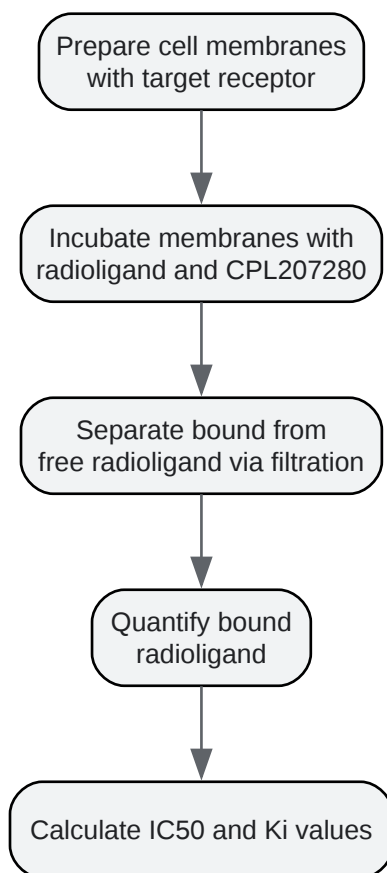 Prepare cell membranes
with target receptor
Incubate membranes with
radioligand and CPL207280
Separate bound from
free radioligand via filtration
Quantify bound
radioligand
Calculate IC50 and Ki values